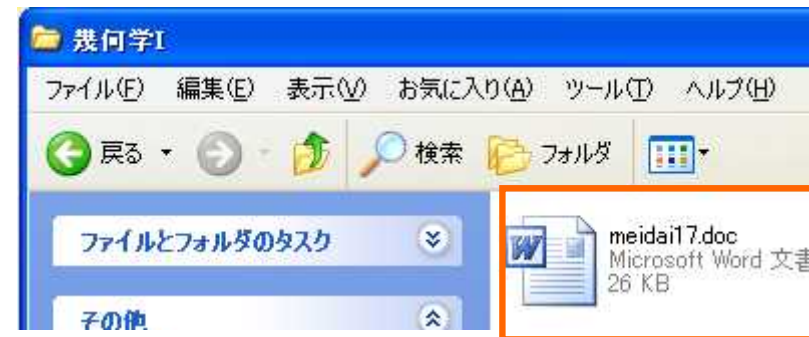 幾何学I
ファイル(F) 編集(E) 表示(V) お気に入り(A) ツール(T) ヘルプ(H)
戻る 検索 フォルダ
ファイルとフォルダのタスク
meidai17.doc
Microsoft Word 文書
26 KB
その他